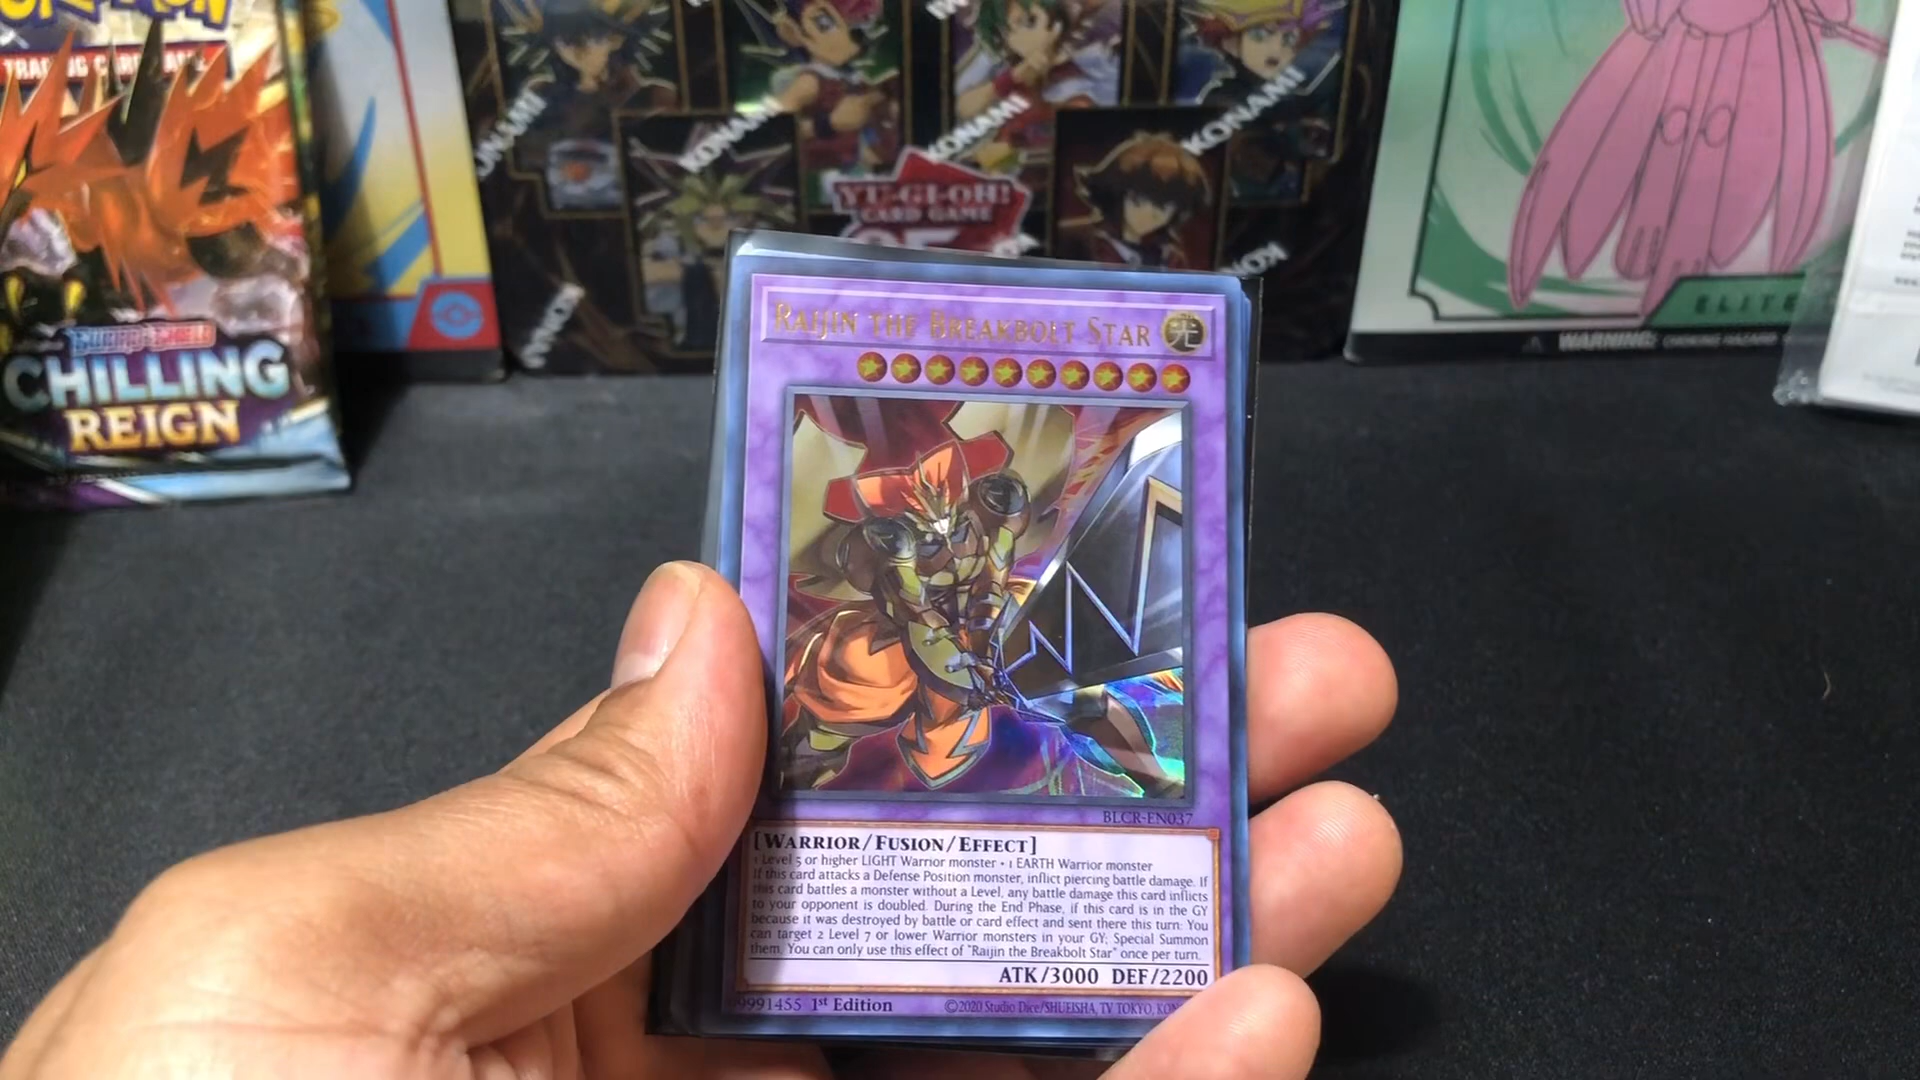 TRADING CARD GAME
CHILLING
REIGN
KONAMI
KONAMI
KONAMI
KONAMI
YU-GI-OH!
CARD GAME
KONAMI
ELITE
WARNING:
RAIJIN THE BREAKBOLT STAR
光
BLCR-EN037
[WARRIOR/FUSION/EFFECT]
1 Level 5 or higher LIGHT Warrior monster + 1 EARTH Warrior monster
If this card attacks a Defense Position monster, inflict piercing battle damage. If
this card battles a monster without a Level, any battle damage this card inflicts
to your opponent is doubled. During the End Phase, if this card is in the GY
because it was destroyed by battle or card effect and sent there this turn: You
can target 2 Level 7 or lower Warrior monsters in your GY; Special Summon
them. You can only use this effect of "Raijin the Breakbolt Star" once per turn.
ATK/3000 DEF/2200
9991455 1st Edition
©2020 Studio Dice/SHUEISHA, TV TOKYO, KON